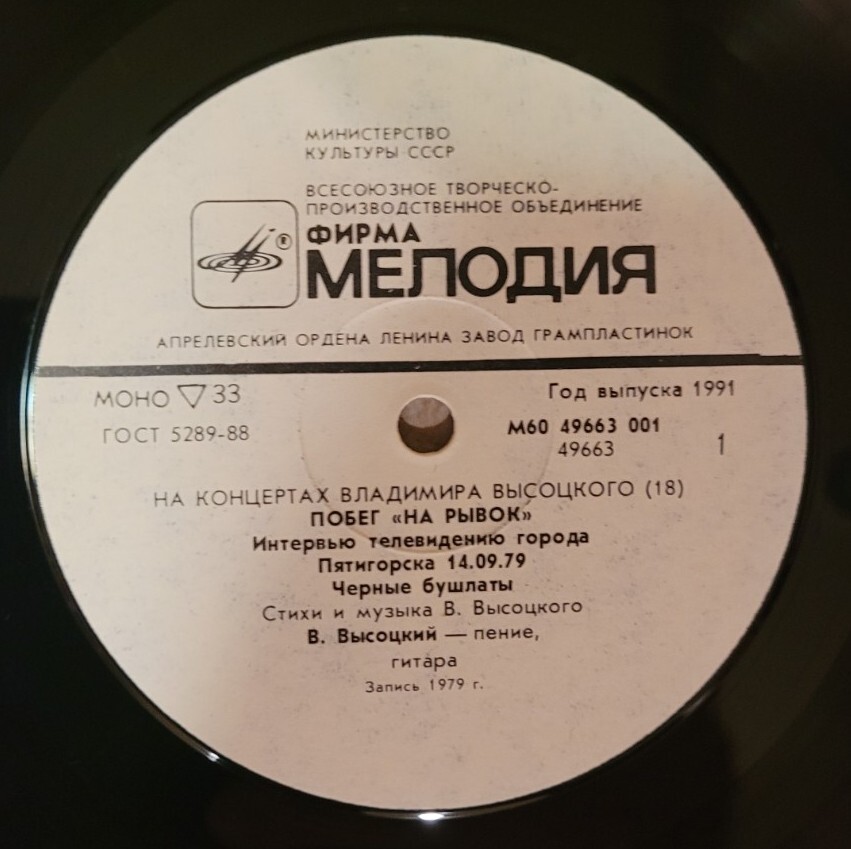 МИНИСТЕРСТВО
КУЛЬТУРЫ СССР
ВСЕСОЮЗНОЕ ТВОРЧЕСКО-
ПРОИЗВОДСТВЕННОЕ ОБЪЕДИНЕНИЕ
ФИРМА
®
МЕЛОДИЯ
АПРЕЛЕВСКИЙ ОРДЕНА ЛЕНИНА ЗАВОД ГРАМПЛАСТИНОК
МОНО ▽ 33
Год выпуска 1991
ГОСТ 5289-88
М60 49663 001
49663
1
НА КОНЦЕРТАХ ВЛАДИМИРА ВЫСОЦКОГО (18)
ПОБЕГ «НА РЫВОК»
Интервью телевидению города
Пятигорска 14.09.79
Черные бушлаты
Стихи и музыка В. Высоцкого
В. Высоцкий — пение,
гитара
Запись 1979 г.